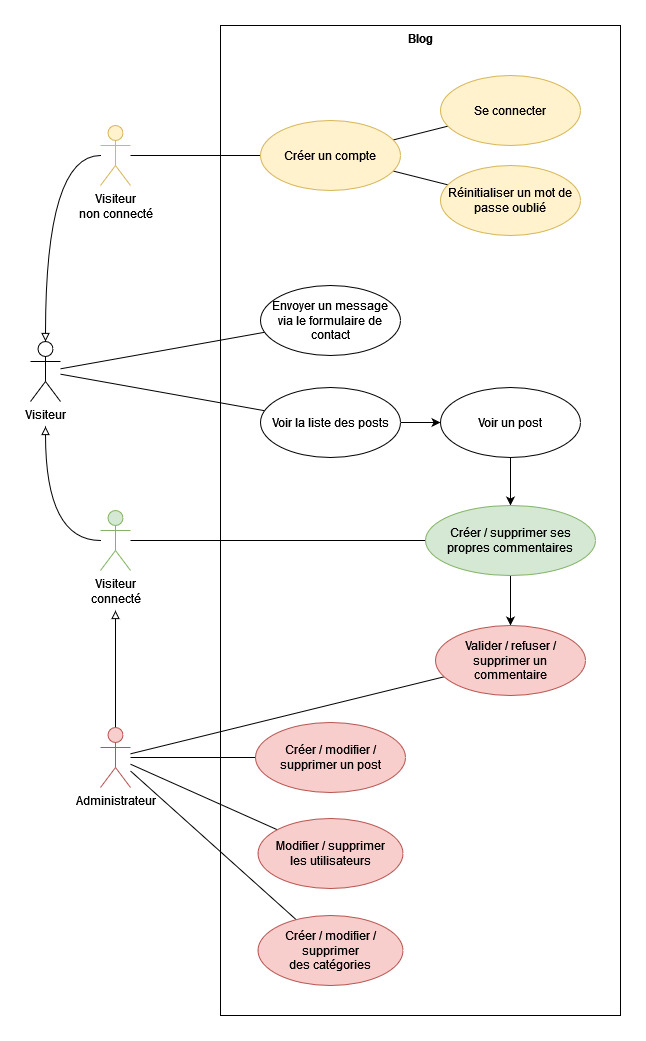 Blog
Se connecter
Créer un compte
Réinitialiser un mot de
passe oublié
Visiteur
non connecté
Envoyer un message
via le formulaire de
contact
Visiteur
Voir la liste des posts
Voir un post
Créer / supprimer ses
propres commentaires
Visiteur
connecté
Valider / refuser /
supprimer un
commentaire
Créer / modifier /
supprimer un post
Administrateur
Modifier / supprimer
les utilisateurs
Créer / modifier /
supprimer
des catégories